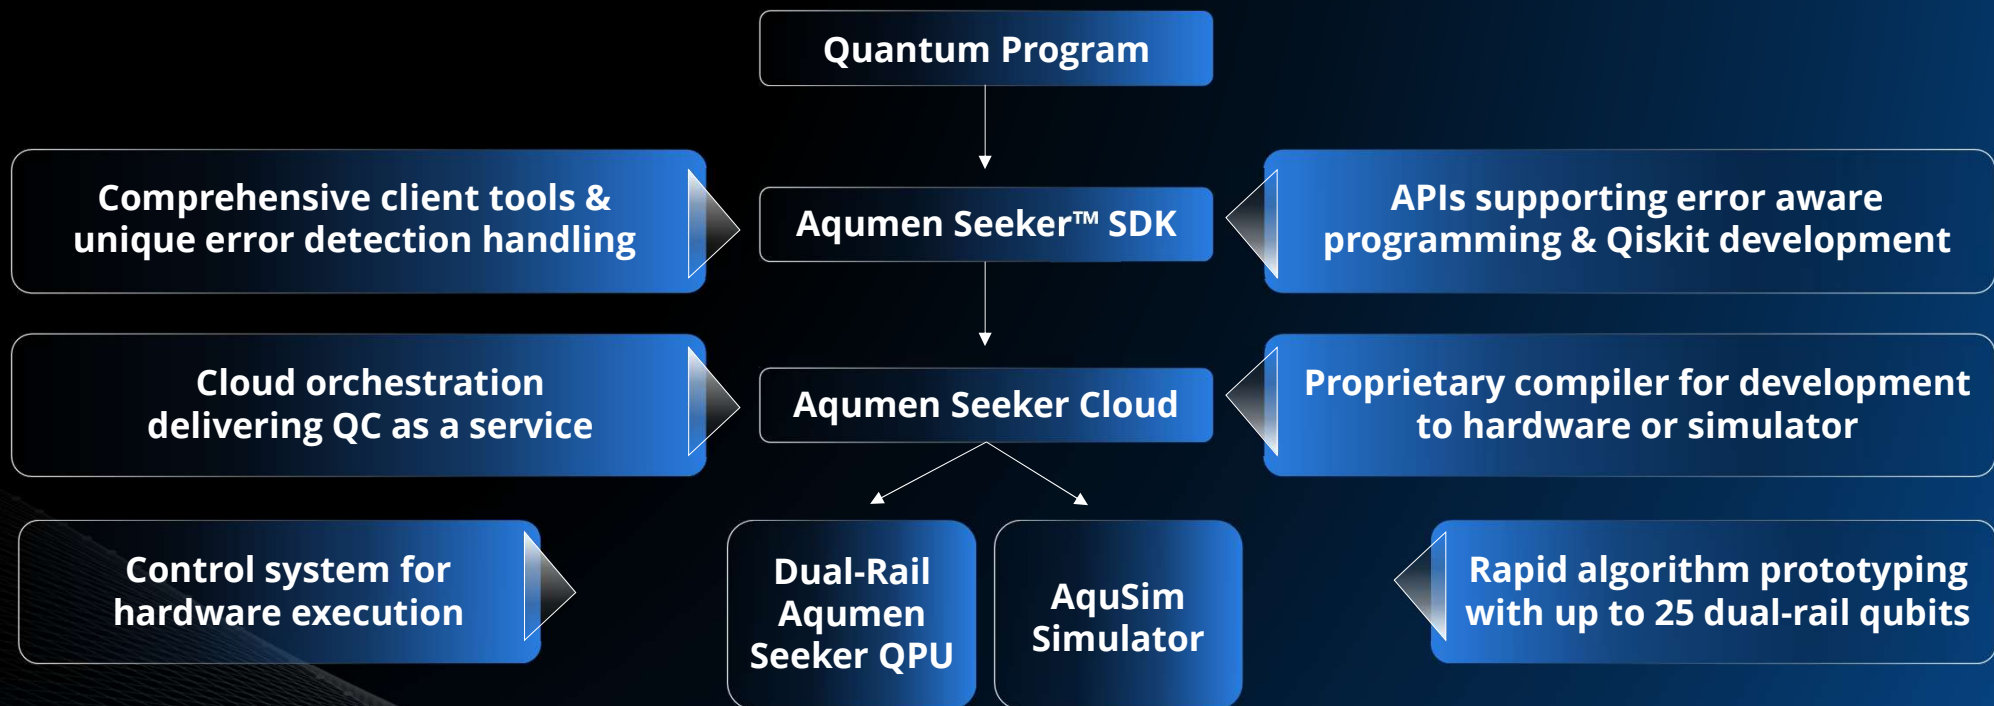 Quantum Program
Comprehensive client tools &
unique error detection handling
Aqumen Seeker™ SDK
APIs supporting error aware
programming & Qiskit development
Cloud orchestration
delivering QC as a service
Aqumen Seeker Cloud
Proprietary compiler for development
to hardware or simulator
Control system for
hardware execution
Dual-Rail
Aqumen
Seeker QPU
AquSim
Simulator
Rapid algorithm prototyping
with up to 25 dual-rail qubits